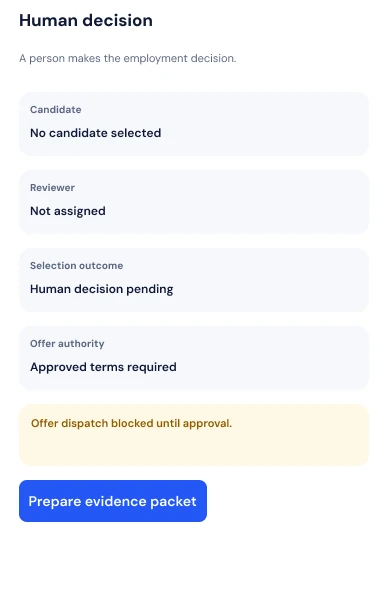 Human decision
A person makes the employment decision.
Candidate
No candidate selected
Reviewer
Not assigned
Selection outcome
Human decision pending
Offer authority
Approved terms required
Offer dispatch blocked until approval.
Prepare evidence packet